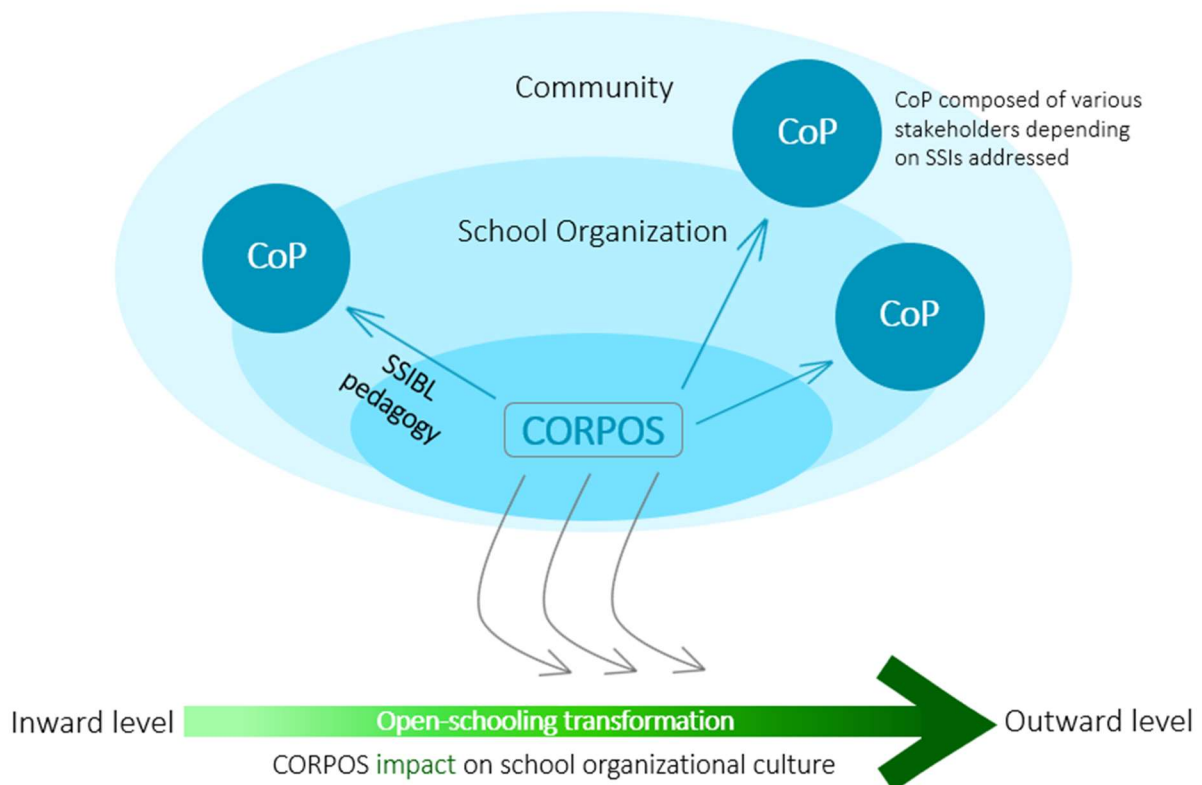 Community
CoP
CoP composed of various
stakeholders depending
on SSIs addressed
School Organization
CoP
CoP
SSIBL
pedagogy
CORPOS
Inward level
Open-schooling transformation
Outward level
CORPOS impact on school organizational culture